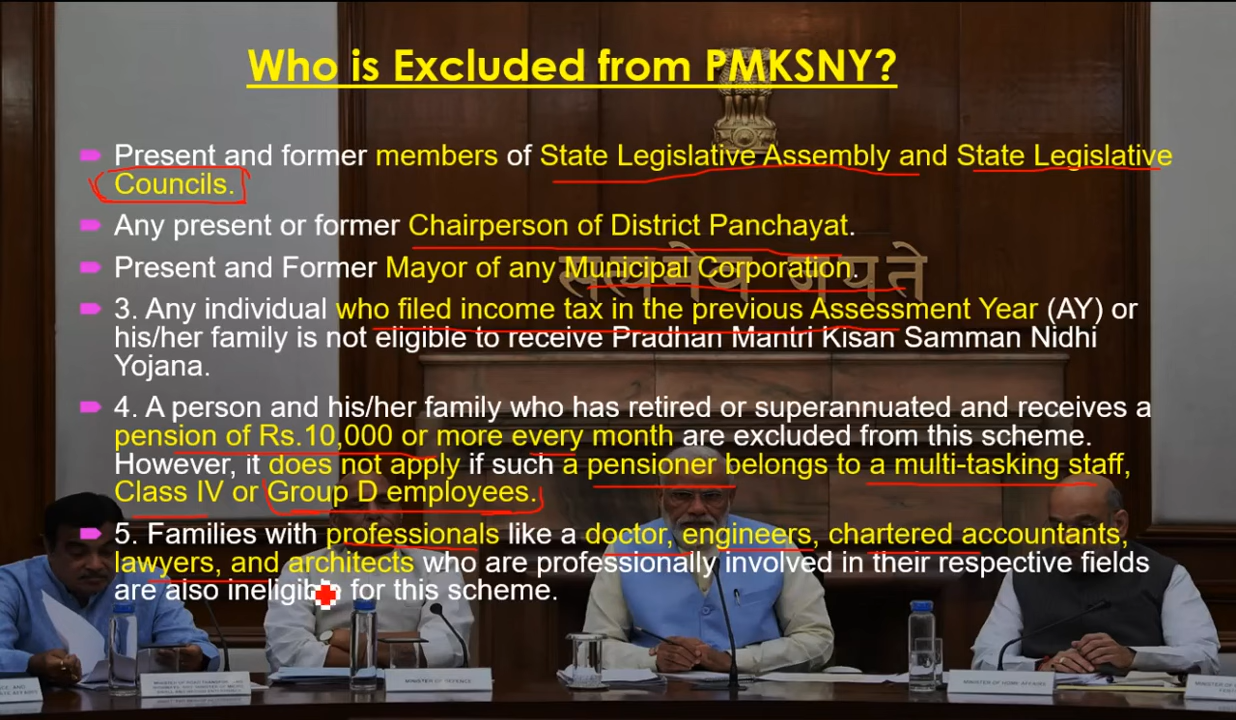 Who is Excluded from PMKSNY?
Present and former members of State Legislative Assembly and State Legislative
Councils.
Any present or former Chairperson of District Panchayat.
Present and Former Mayor of any Municipal Corporation.
सत्यमेव जयते
3. Any individual who filed income tax in the previous Assessment Year (AY) or
his/her family is not eligible to receive Pradhan Mantri Kisan Samman Nidhi
Yojana.
4. A person and his/her family who has retired or superannuated and receives a
pension of Rs.10,000 or more every month are excluded from this scheme.
However, it does not apply if such a pensioner belongs to a multi-tasking staff,
Class IV or Group D employees.
5. Families with professionals like a doctor, engineers, chartered accountants,
lawyers, and architects who are professionally involved in their respective fields
are also ineligib for this scheme.
MINISTER OF DEFENCE
MINISTER OF HOME AFFAIRS